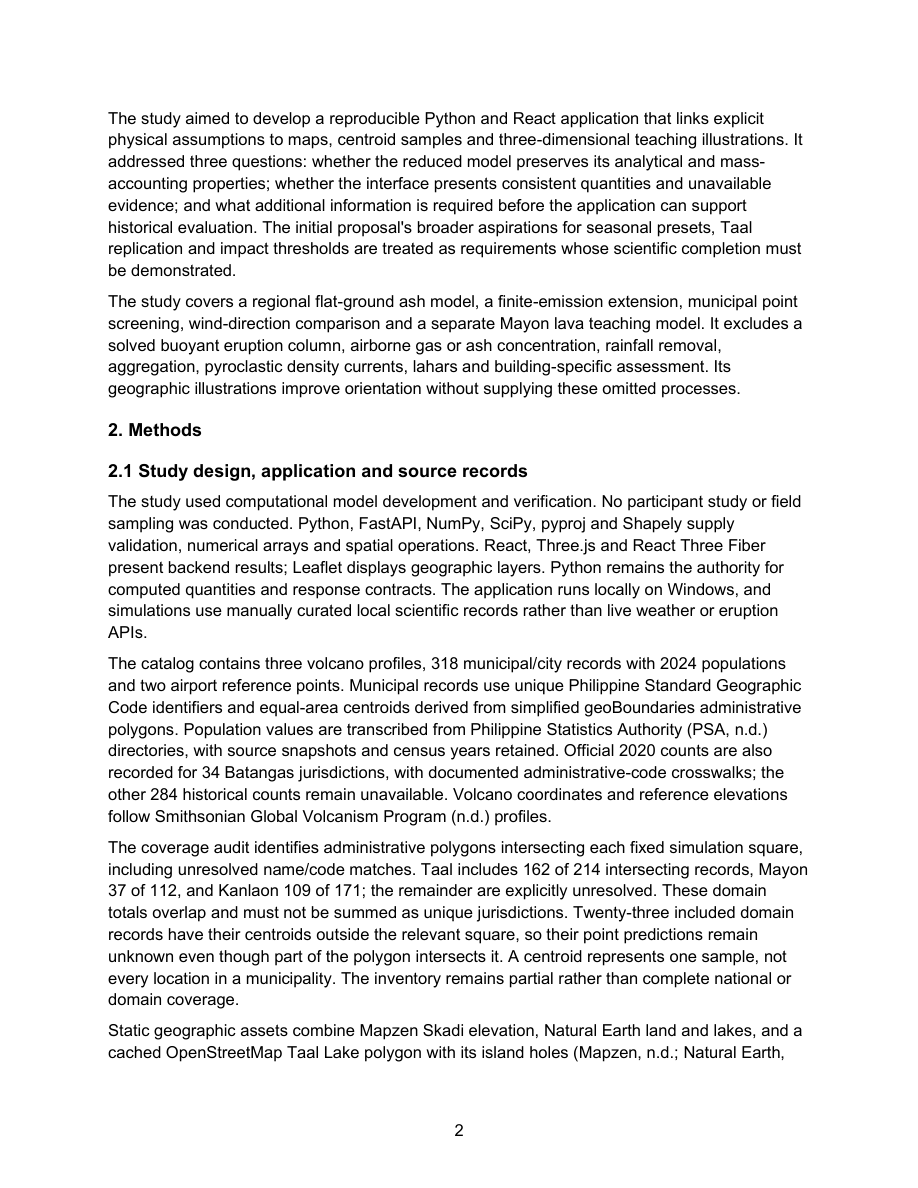 The study aimed to develop a reproducible Python and React application that links explicit
physical assumptions to maps, centroid samples and three-dimensional teaching illustrations. It
addressed three questions: whether the reduced model preserves its analytical and mass-
accounting properties; whether the interface presents consistent quantities and unavailable
evidence; and what additional information is required before the application can support
historical evaluation. The initial proposal's broader aspirations for seasonal presets, Taal
replication and impact thresholds are treated as requirements whose scientific completion must
be demonstrated.
The study covers a regional flat-ground ash model, a finite-emission extension, municipal point
screening, wind-direction comparison and a separate Mayon lava teaching model. It excludes a
solved buoyant eruption column, airborne gas or ash concentration, rainfall removal,
aggregation, pyroclastic density currents, lahars and building-specific assessment. Its
geographic illustrations improve orientation without supplying these omitted processes.
2. Methods
2.1 Study design, application and source records
The study used computational model development and verification. No participant study or field
sampling was conducted. Python, FastAPI, NumPy, SciPy, pyproj and Shapely supply
validation, numerical arrays and spatial operations. React, Three.js and React Three Fiber
present backend results; Leaflet displays geographic layers. Python remains the authority for
computed quantities and response contracts. The application runs locally on Windows, and
simulations use manually curated local scientific records rather than live weather or eruption
APIs.
The catalog contains three volcano profiles, 318 municipal/city records with 2024 populations
and two airport reference points. Municipal records use unique Philippine Standard Geographic
Code identifiers and equal-area centroids derived from simplified geoBoundaries administrative
polygons. Population values are transcribed from Philippine Statistics Authority (PSA, n.d.)
directories, with source snapshots and census years retained. Official 2020 counts are also
recorded for 34 Batangas jurisdictions, with documented administrative-code crosswalks; the
other 284 historical counts remain unavailable. Volcano coordinates and reference elevations
follow Smithsonian Global Volcanism Program (n.d.) profiles.
The coverage audit identifies administrative polygons intersecting each fixed simulation square,
including unresolved name/code matches. Taal includes 162 of 214 intersecting records, Mayon
37 of 112, and Kanlaon 109 of 171; the remainder are explicitly unresolved. These domain
totals overlap and must not be summed as unique jurisdictions. Twenty-three included domain
records have their centroids outside the relevant square, so their point predictions remain
unknown even though part of the polygon intersects it. A centroid represents one sample, not
every location in a municipality. The inventory remains partial rather than complete national or
domain coverage.
Static geographic assets combine Mapzen Skadi elevation, Natural Earth land and lakes, and a
cached OpenStreetMap Taal Lake polygon with its island holes (Mapzen, n.d.; Natural Earth,
2